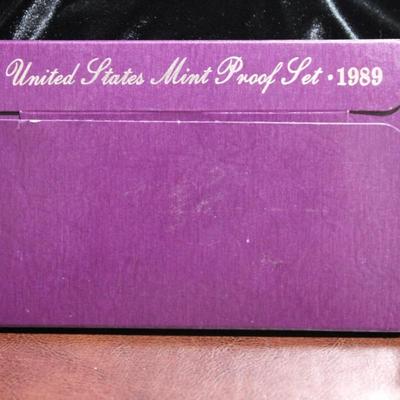 United States Mint Proof Set • 1989